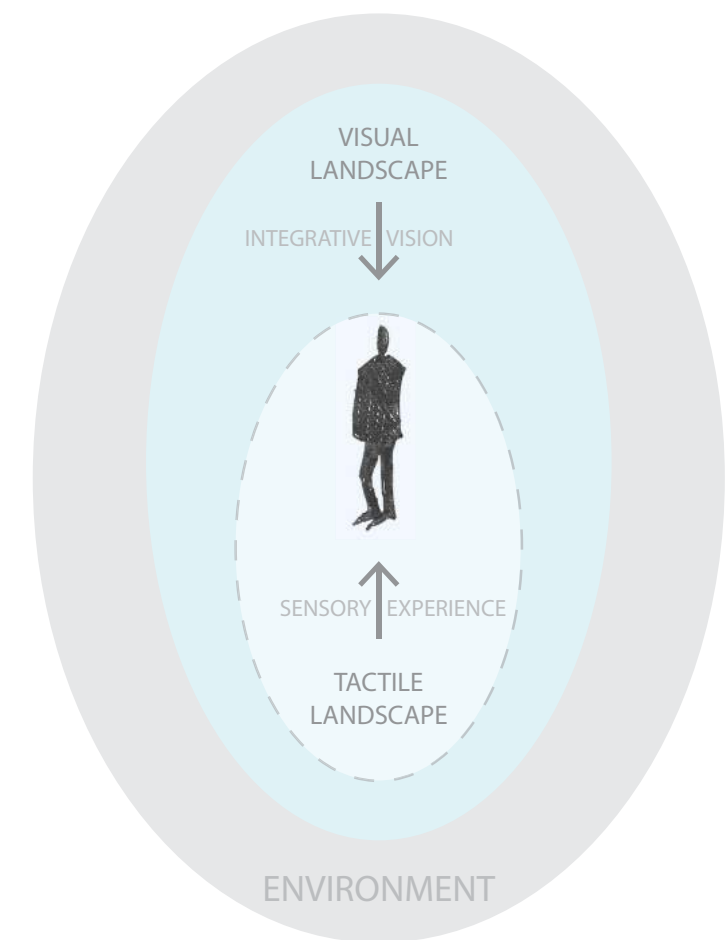 VISUAL
LANDSCAPE
INTEGRATIVE VISION
SENSORY EXPERIENCE
TACTILE
LANDSCAPE
ENVIRONMENT